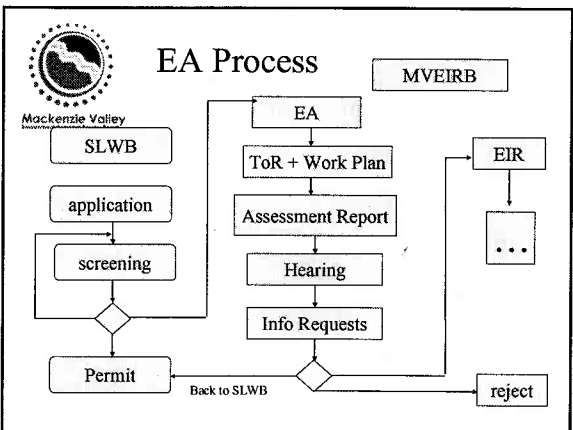 EA Process
MVEIRB
Mackenzie Valley
SLWB
application
screening
Permit
EA
ToR + Work Plan
Assessment Report
Hearing
Info Requests
Back to SLWB
EIR
...
reject